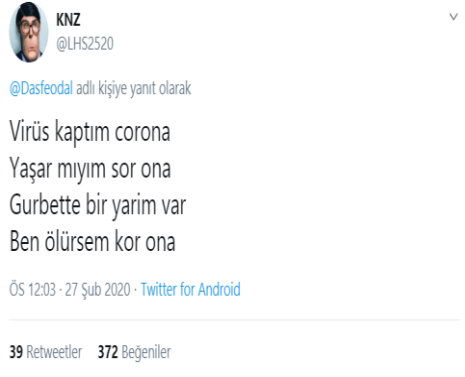 KNZ
@LHS2520
@Dasfeodal adlı kişiye yanıt olarak
Virüs kaptım corona
Yaşar mıyım sor ona
Gurbette bir yarim var
Ben ölürsem kor ona
ÖS 12:03 · 27 Şub 2020 · Twitter for Android
39 Retweetler 372 Beğeniler